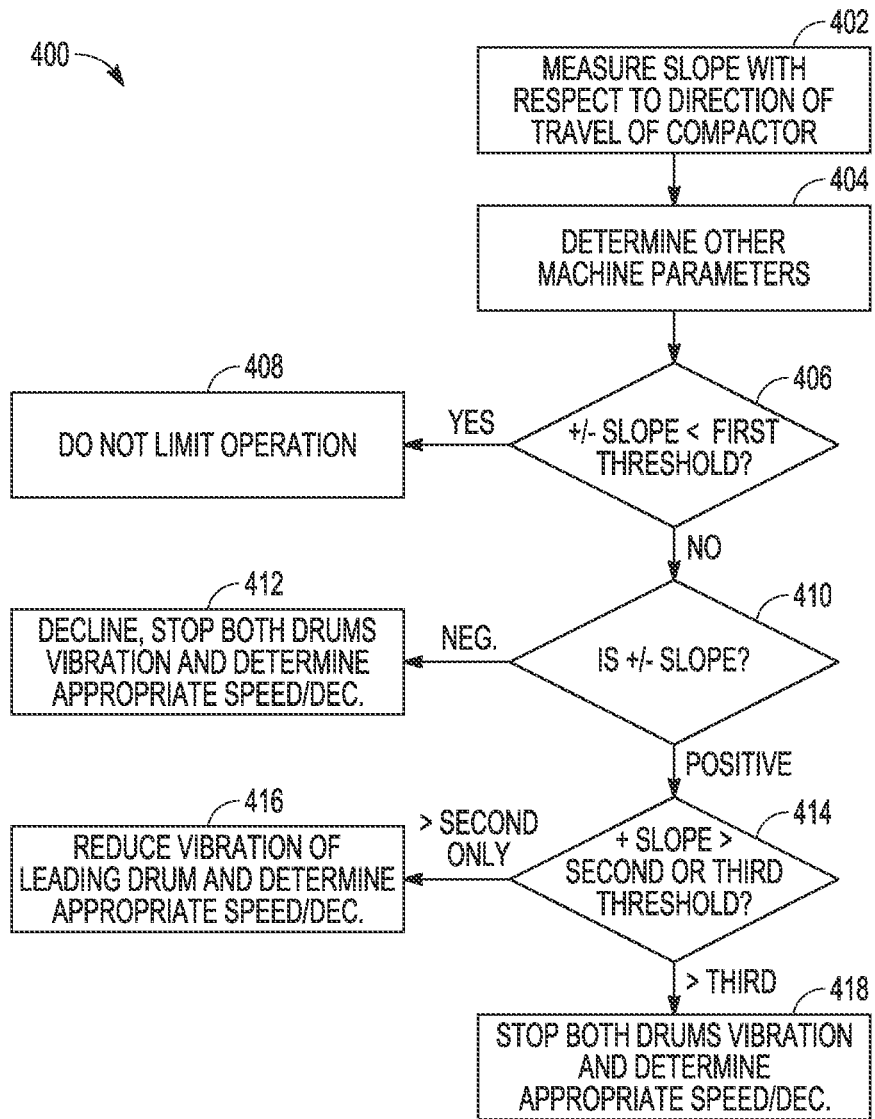 400
402
MEASURE SLOPE WITH
RESPECT TO DIRECTION OF
TRAVEL OF COMPACTOR
404
DETERMINE OTHER
MACHINE PARAMETERS
406
+/- SLOPE < FIRST
THRESHOLD?
YES
408
DO NOT LIMIT OPERATION
NO
410
IS +/- SLOPE?
NEG.
412
DECLINE, STOP BOTH DRUMS
VIBRATION AND DETERMINE
APPROPRIATE SPEED/DEC.
POSITIVE
414
+ SLOPE >
SECOND OR THIRD
THRESHOLD?
> SECOND
ONLY
416
REDUCE VIBRATION OF
LEADING DRUM AND DETERMINE
APPROPRIATE SPEED/DEC.
> THIRD
418
STOP BOTH DRUMS VIBRATION
AND DETERMINE
APPROPRIATE SPEED/DEC.